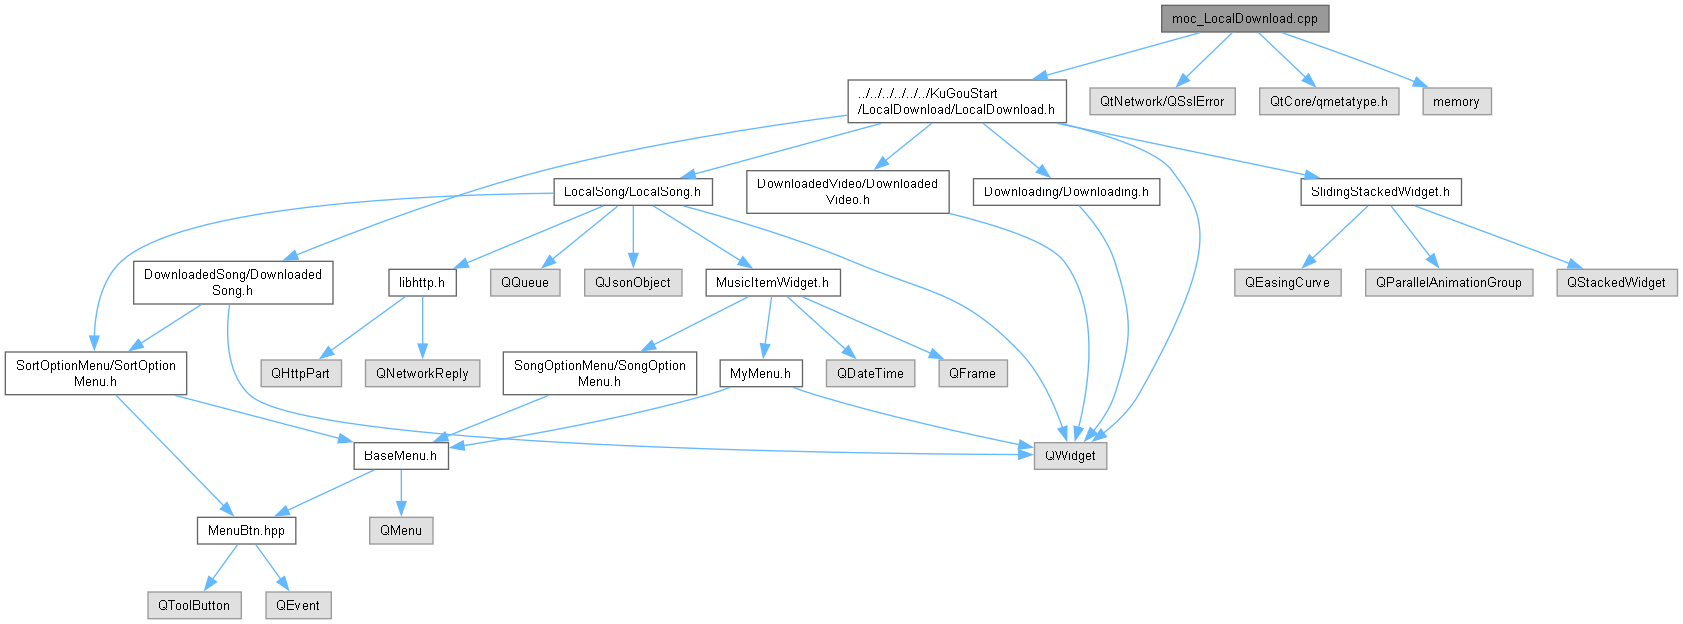 moc_LocalDownload.cpp
../../../../../../KuGouStart
/LocalDownload/LocalDownload.h
QtNetwork/QSslError
QtCore/qmetatype.h
memory
LocalSong/LocalSong.h
DownloadedVideo/Downloaded
Video.h
Downloading/Downloading.h
SlidingStackedWidget.h
DownloadedSong/Downloaded
Song.h
libhttp.h
QQueue
QJsonObject
MusicItemWidget.h
QEasingCurve
QParallelAnimationGroup
QStackedWidget
SortOptionMenu/SortOption
Menu.h
QHttpPart
QNetworkReply
SongOptionMenu/SongOption
Menu.h
MyMenu.h
QDateTime
QFrame
BaseMenu.h
QWidget
MenuBtn.hpp
QMenu
QToolButton
QEvent